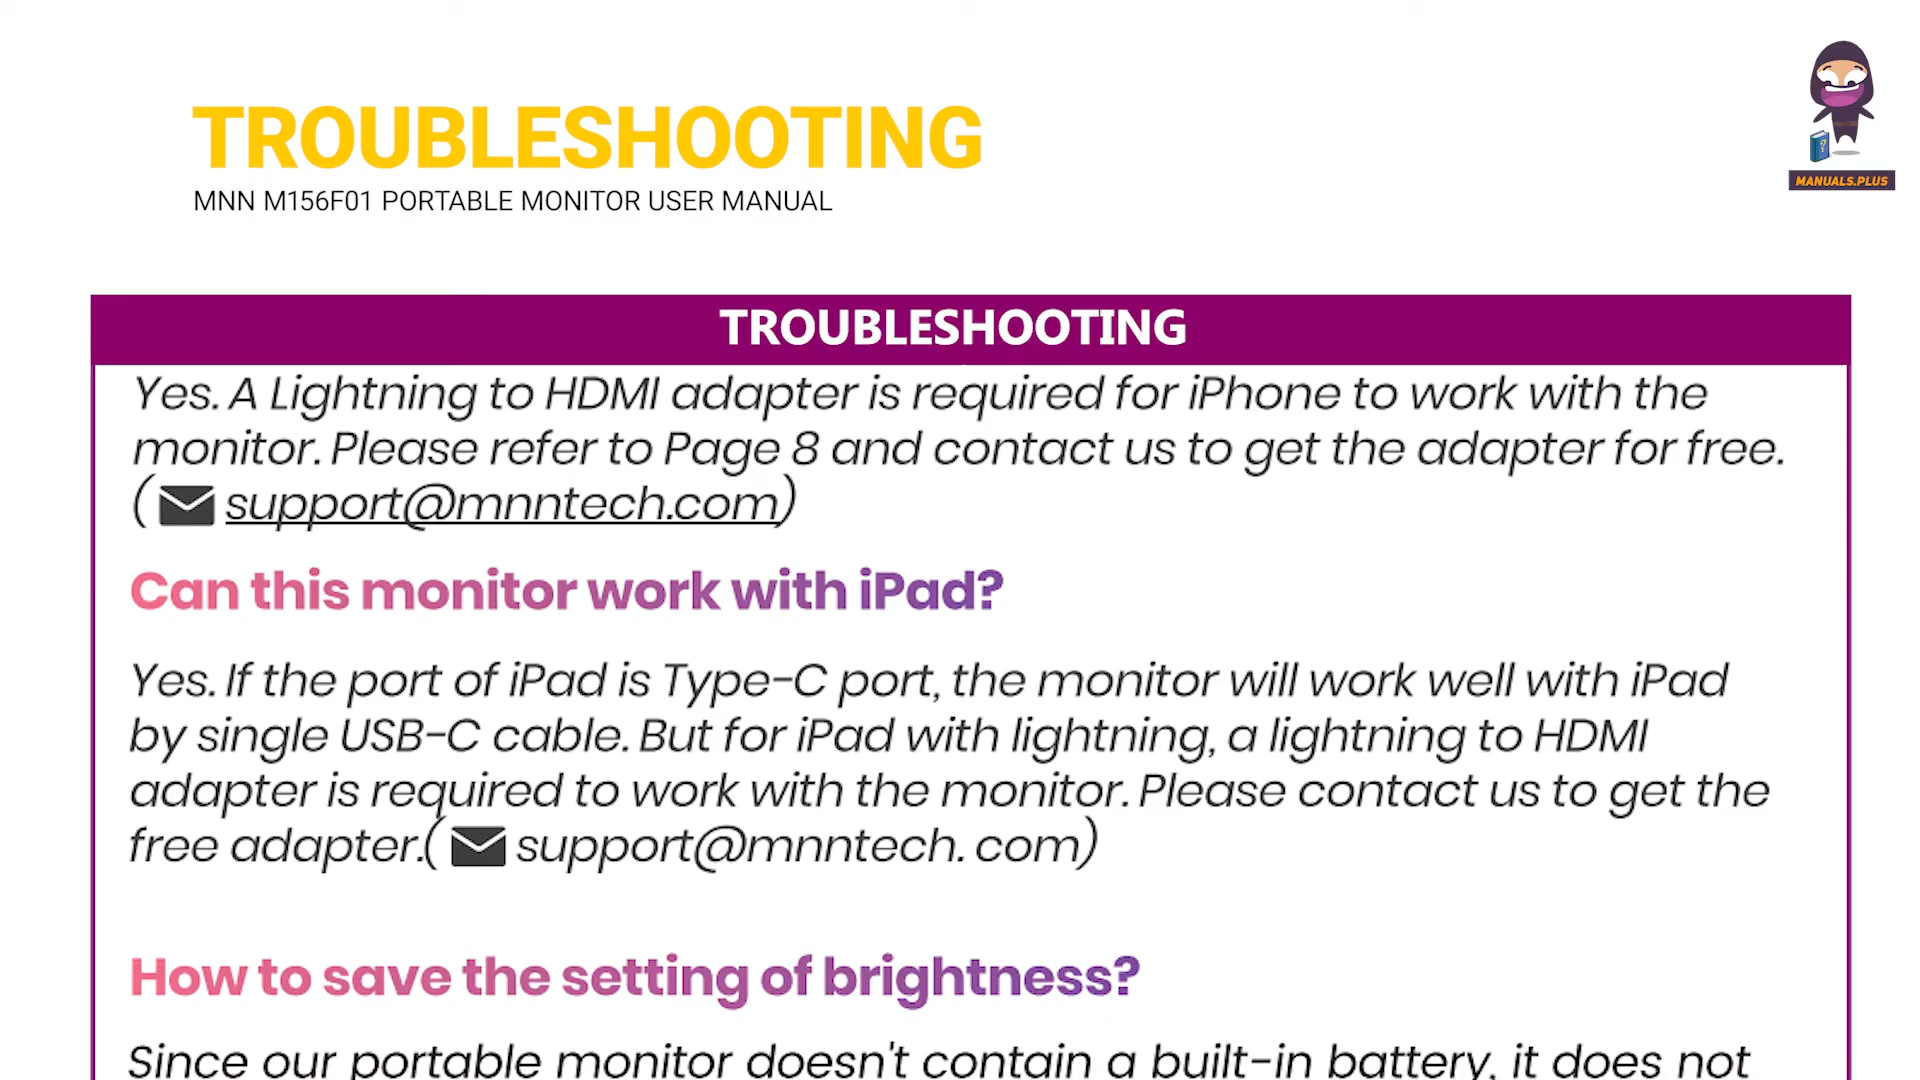 TROUBLESHOOTING
MNN M156F01 PORTABLE MONITOR USER MANUAL
MANUALS.PLUS
TROUBLESHOOTING
Yes. A Lightning to HDMI adapter is required for iPhone to work with the
monitor. Please refer to Page 8 and contact us to get the adapter for free.
(support@mnntech.com)
Can this monitor work with iPad?
Yes. If the port of iPad is Type-C port, the monitor will work well with iPad
by single USB-C cable. But for iPad with lightning, a lightning to HDMI
adapter is required to work with the monitor. Please contact us to get the
free adapter.( support@mnntech. com)
How to save the setting of brightness?
Since our portable monitor doesn't contain a built-in battery, it does not